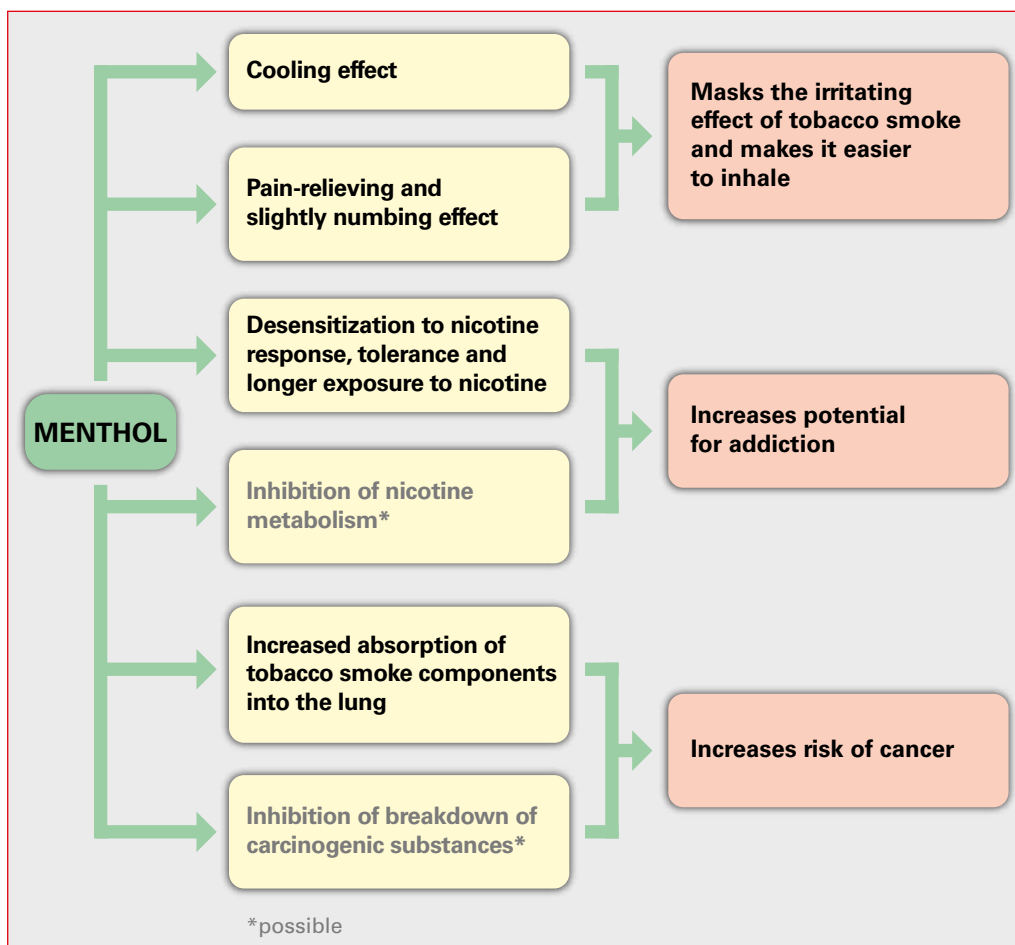 Cooling effect
Pain-relieving and
slightly numbing effect
Masks the irritating
effect of tobacco smoke
and makes it easier
to inhale
MENTHOL
Desensitization to nicotine
response, tolerance and
longer exposure to nicotine
Inhibition of nicotine
metabolism*
Increases potential
for addiction
Increased absorption of
tobacco smoke components
into the lung
Inhibition of breakdown of
carcinogenic substances*
Increases risk of cancer
*possible